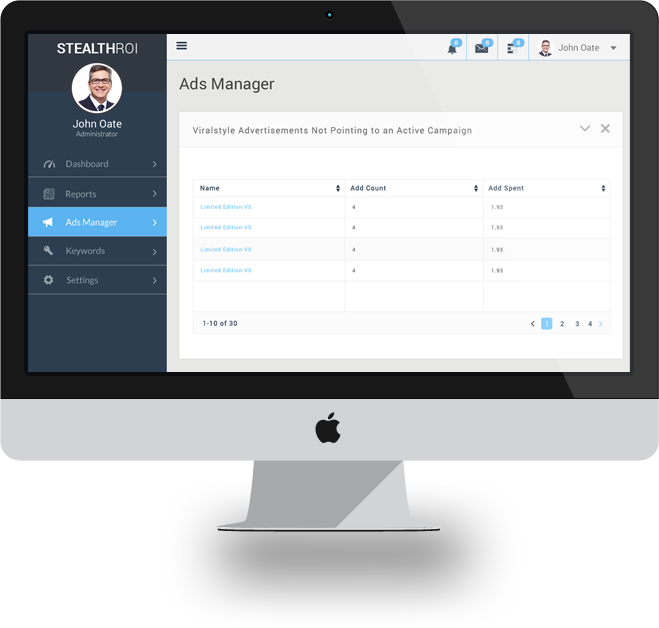 STEALTHROI
8
8
8
John Oate
Ads Manager
John Oate
Administrator
Dashboard
Reports
Ads Manager
Keywords
Settings
Viralstyle Advertisements Not Pointing to an Active Campaign
Name Add Count Add Spent
Limited Edition-VS 4 1.93
Limited Edition-VS 4 1.93
Limited Edition-VS 4 1.93
Limited Edition-VS 4 1.93
1-10 of 30 < 1 2 3 4 >